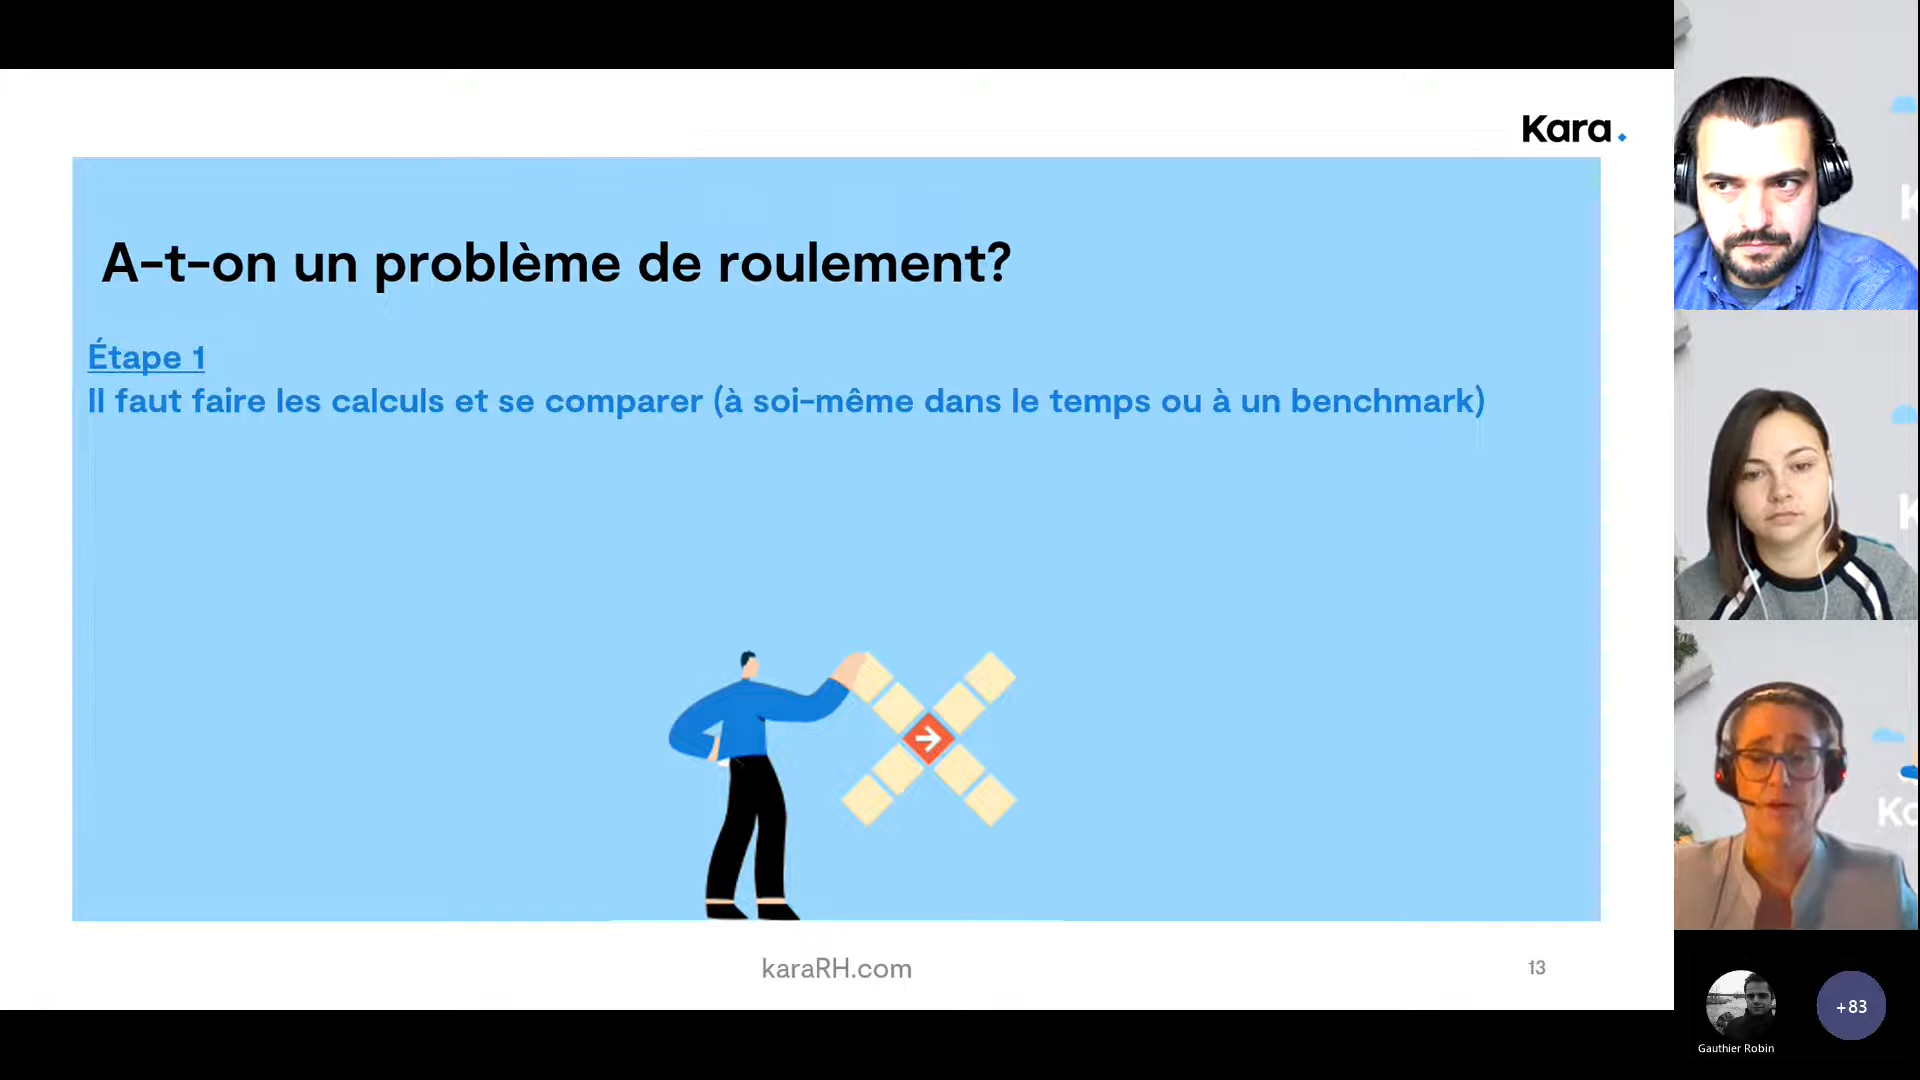 Kara.
A-t-on un problème de roulement?
Étape 1
Il faut faire les calculs et se comparer (à soi-même dans le temps ou à un benchmark)
karaRH.com
13
K
K
Ko
Gauthier Robin
+83